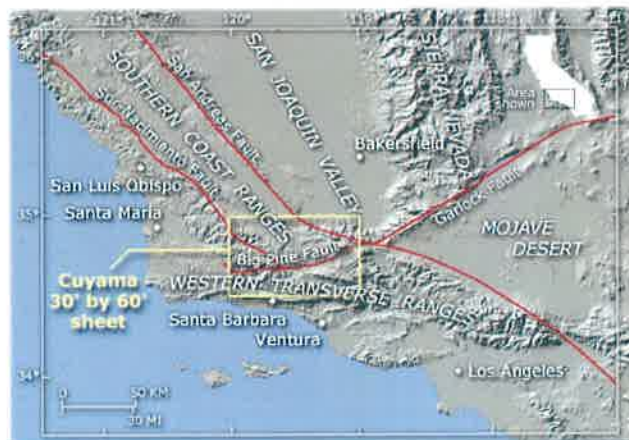 121°
120°
118°
SOUTHERN COAST RANGES
San Andreas Fault
Sur-Nacimiento Fault
SAN JOAQUIN VALLEY
SIERRA NEVADA
Area
shown
Bakersfield
Garlock Fault
San Luis Obispo
Santa Maria
35°
Big Pine Fault
MOJAVE
DESERT
Cuyama
30' by 60'
sheet
WESTERN TRANSVERSE RANGES
Santa Barbara
Ventura
34°
Los Angeles
0
50 KM
30 MI